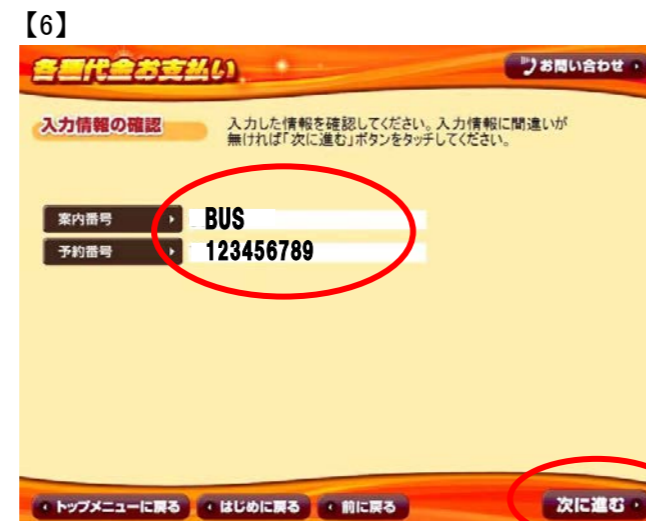 【6】
各種代金お支払い
お問い合わせ
入力情報の確認
入力した情報を確認してください。入力情報に間違いが
無ければ「次に進む」ボタンをタッチしてください。
案内番号 BUS
予約番号 123456789
トップメニューに戻る はじめに戻る 前に戻る 次に進む